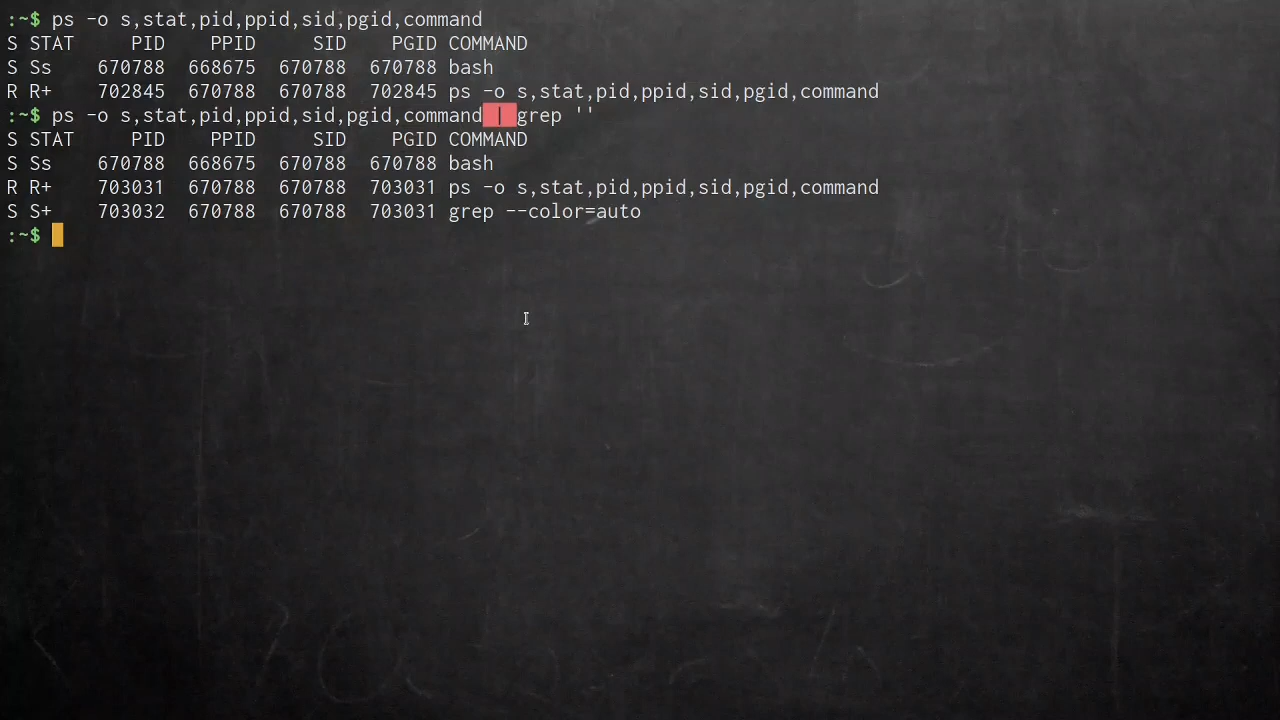 :~$ ps -o s,stat,pid,ppid,sid,pgid,command
S STAT     PID    PPID     SID    PGID COMMAND
S Ss    670788  668675  670788  670788 bash
R R+    702845  670788  670788  702845 ps -o s,stat,pid,ppid,sid,pgid,command
:~$ ps -o s,stat,pid,ppid,sid,pgid,command | grep ''
S STAT     PID    PPID     SID    PGID COMMAND
S Ss    670788  668675  670788  670788 bash
R R+    703031  670788  670788  703031 ps -o s,stat,pid,ppid,sid,pgid,command
S S+    703032  670788  670788  703031 grep --color=auto
:~$